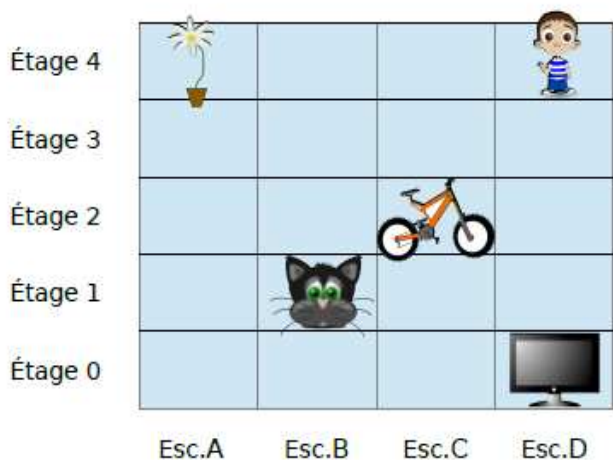 Étage 4
Étage 3
Étage 2
Étage 1
Étage 0
Esc.A Esc.B Esc.C Esc.D